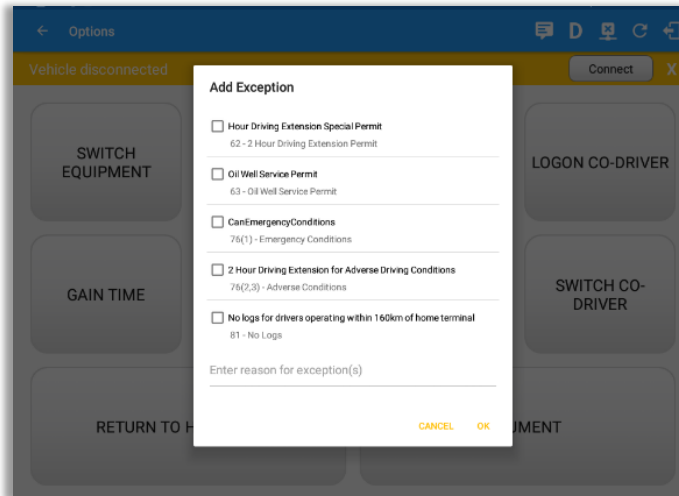 Options
D
Vehicle disconnected
Connect
X
Add Exception
Hour Driving Extension Special Permit
62 - 2 Hour Driving Extension Permit
Oil Well Service Permit
63 - Oil Well Service Permit
CanEmergencyConditions
76(1) - Emergency Conditions
2 Hour Driving Extension for Adverse Driving Conditions
76(2,3) - Adverse Conditions
No logs for drivers operating within 160km of home terminal
81 - No Logs
Enter reason for exception(s)
CANCEL
OK
SWITCH
EQUIPMENT
LOGON CO-DRIVER
GAIN TIME
SWITCH CO-
DRIVER
RETURN TO